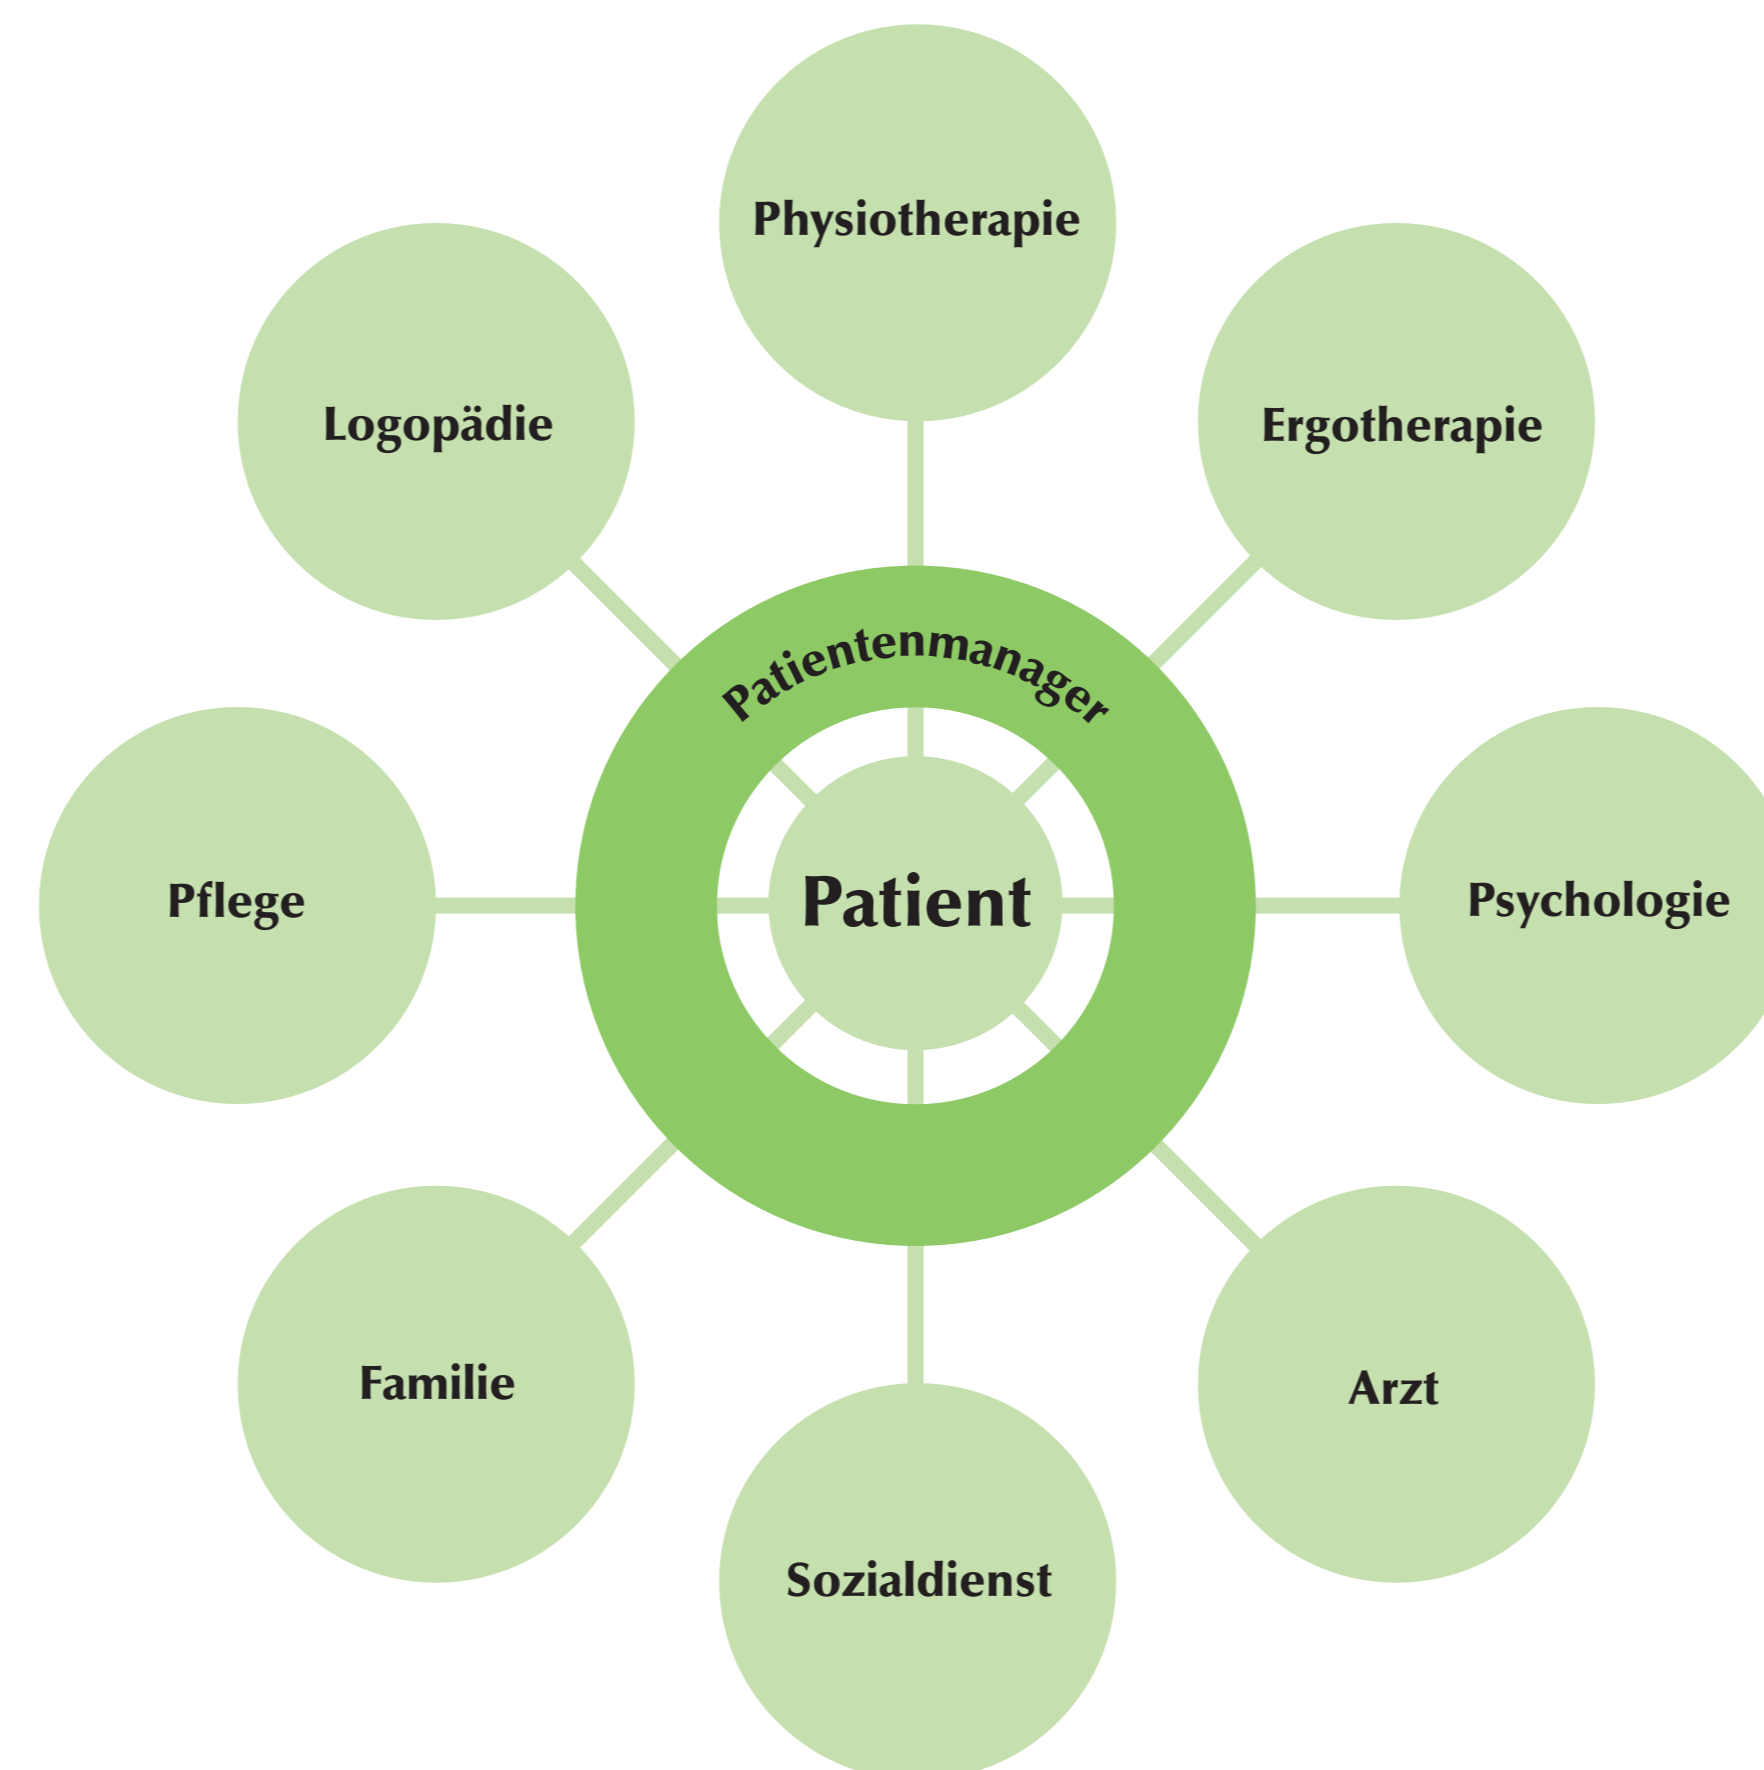 Physiotherapie
Logopädie
Ergotherapie
Patientenmanager
Pflege
Patient
Psychologie
Familie
Arzt
Sozialdienst